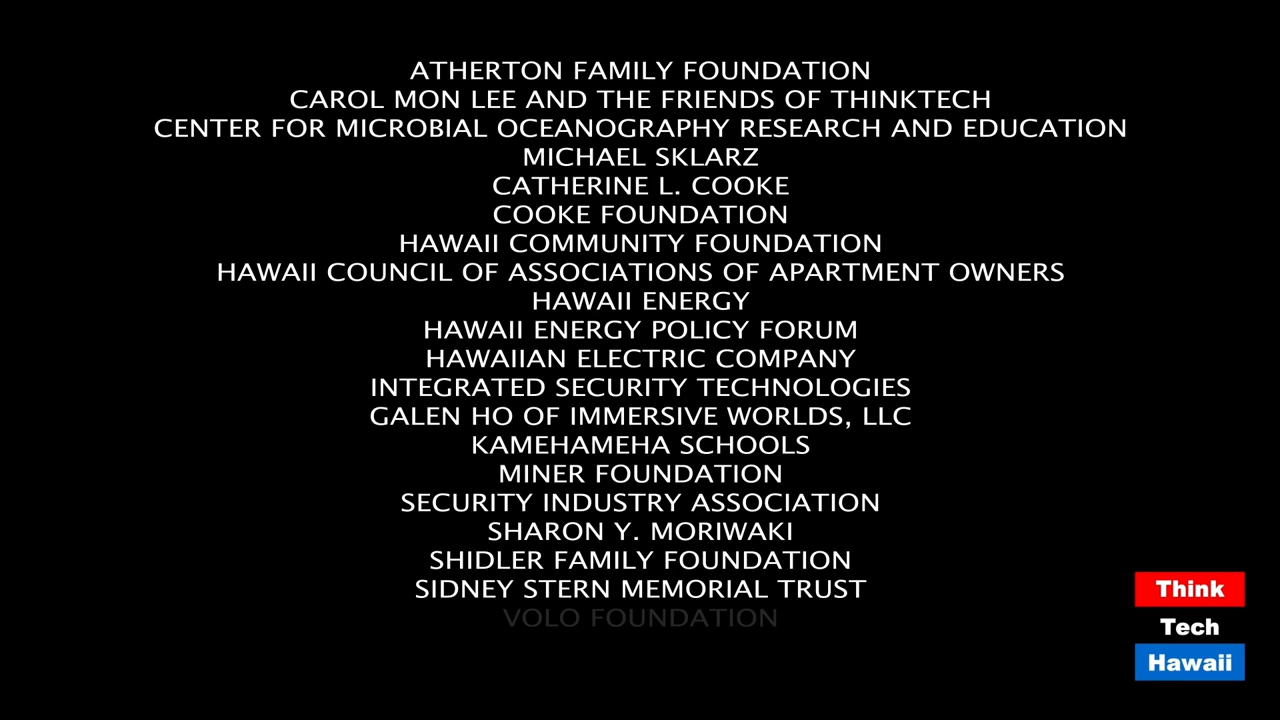 ATHERTON FAMILY FOUNDATION
CAROL MON LEE AND THE FRIENDS OF THINKTECH
CENTER FOR MICROBIAL OCEANOGRAPHY RESEARCH AND EDUCATION
MICHAEL SKLARZ
CATHERINE L. COOKE
COOKE FOUNDATION
HAWAII COMMUNITY FOUNDATION
HAWAII COUNCIL OF ASSOCIATIONS OF APARTMENT OWNERS
HAWAII ENERGY
HAWAII ENERGY POLICY FORUM
HAWAIIAN ELECTRIC COMPANY
INTEGRATED SECURITY TECHNOLOGIES
GALEN HO OF IMMERSIVE WORLDS, LLC
KAMEHAMEHA SCHOOLS
MINER FOUNDATION
SECURITY INDUSTRY ASSOCIATION
SHARON Y. MORIWAKI
SHIDLER FAMILY FOUNDATION
SIDNEY STERN MEMORIAL TRUST
VOLO FOUNDATION
Think
Tech
Hawaii